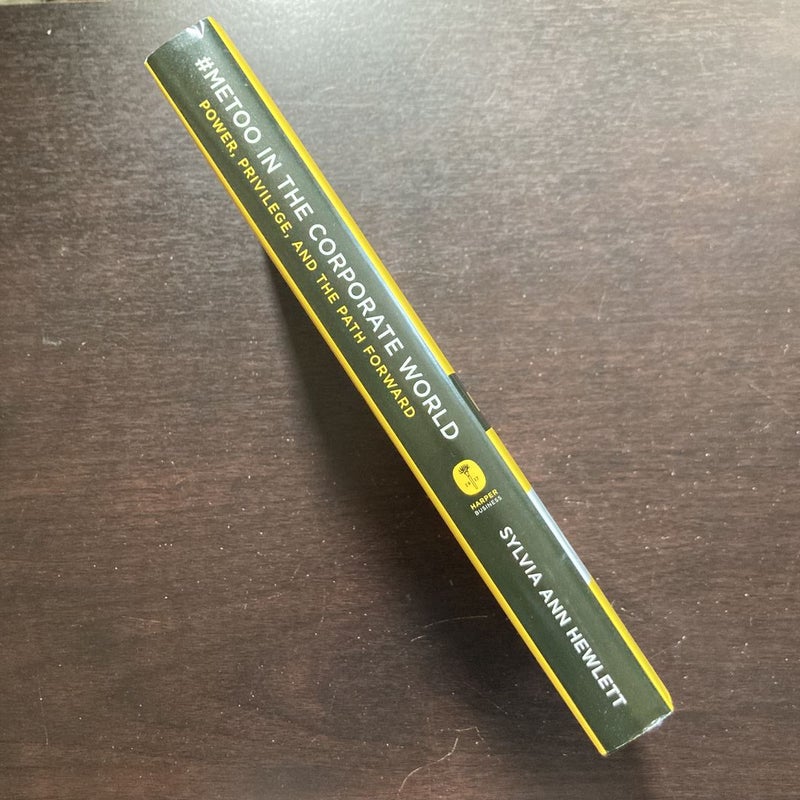 #METOO IN THE CORPORATE WORLD
POWER, PRIVILEGE, AND THE PATH FORWARD
HARPER
BUSINESS
SYLVIA ANN HEWLETT